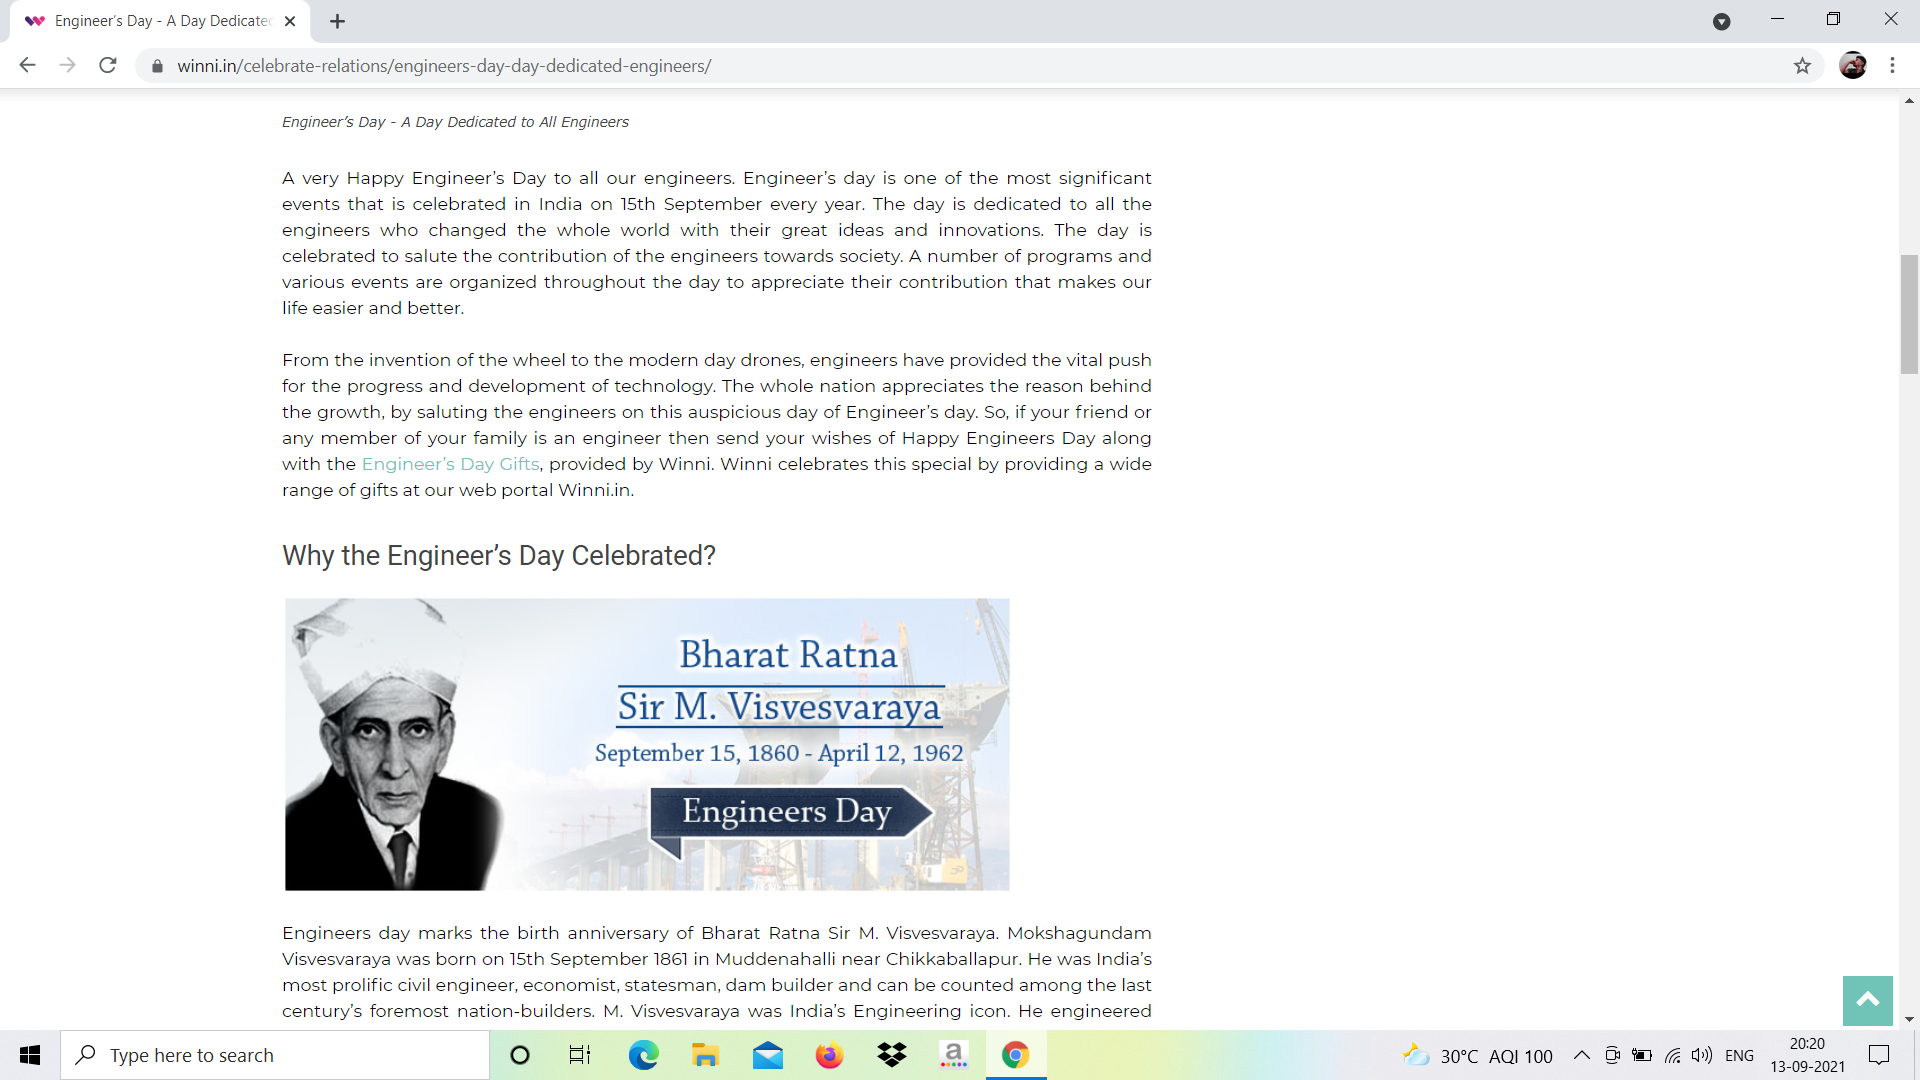 Engineer’s Day - A Day Dedicated
winni.in/celebrate-relations/engineers-day-day-dedicated-engineers/
Engineer’s Day - A Day Dedicated to All Engineers
A very Happy Engineer’s Day to all our engineers. Engineer’s day is one of the most significant
events that is celebrated in India on 15th September every year. The day is dedicated to all the
engineers who changed the whole world with their great ideas and innovations. The day is
celebrated to salute the contribution of the engineers towards society. A number of programs and
various events are organized throughout the day to appreciate their contribution that makes our
life easier and better.
From the invention of the wheel to the modern day drones, engineers have provided the vital push
for the progress and development of technology. The whole nation appreciates the reason behind
the growth, by saluting the engineers on this auspicious day of Engineer’s day. So, if your friend or
any member of your family is an engineer then send your wishes of Happy Engineers Day along
with the Engineer’s Day Gifts, provided by Winni. Winni celebrates this special by providing a wide
range of gifts at our web portal Winni.in.
Why the Engineer’s Day Celebrated?
Bharat Ratna
Sir M. Visvesvaraya
September 15, 1860 - April 12, 1962
Engineers Day
Engineers day marks the birth anniversary of Bharat Ratna Sir M. Visvesvaraya. Mokshagundam
Visvesvaraya was born on 15th September 1861 in Muddenahalli near Chikkaballapur. He was India’s
most prolific civil engineer, economist, statesman, dam builder and can be counted among the last
century’s foremost nation-builders. M. Visvesvaraya was India’s Engineering icon. He engineered
Type here to search
a
30°C AQI 100
ENG
20:20
13-09-2021